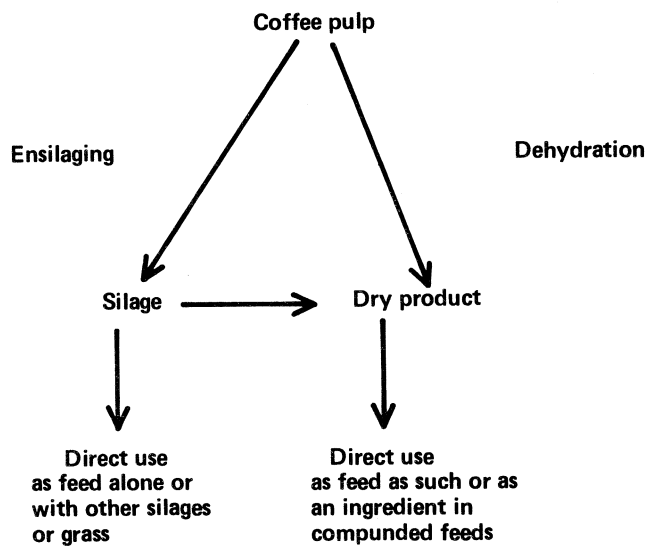 Coffee pulp
Ensilaging
Dehydration
Silage
Dry product
Direct use
as feed alone or
with other silages
or grass
Direct use
as feed as such or as
an ingredient in
compunded feeds